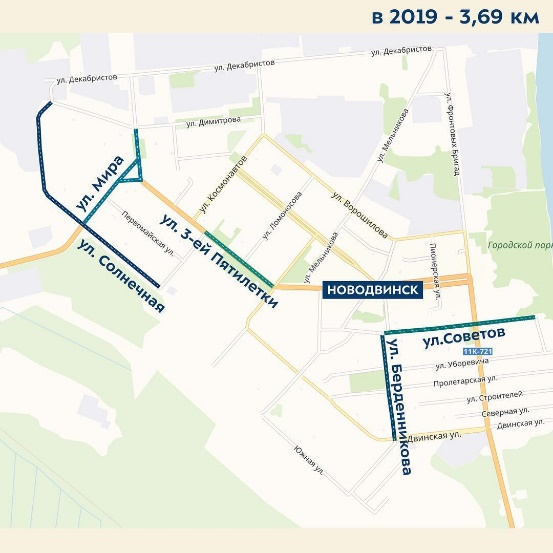 в 2019 - 3,69 км
ул. Декабристов
ул. Декабристов
ул. Декабристов
ул. Димитрова
ул. Фронтовых Бригад
ул. Мельникова
ул. Мира
ул. Космонавтов
ул. Ломоносова
ул. Ворошилова
Первомайская ул.
ул. 3-ей Пятилетки
ул. Мельникова
Пионерская ул.
Городской парк
ул. Солнечная
НОВОДВИНСК
ул.Советов
11К-721
ул. Уборевича
Пролетарская ул.
ул. Строителей
Северная ул.
Двинская ул.
Двинская ул.
ул. Берденникова
Южная ул.